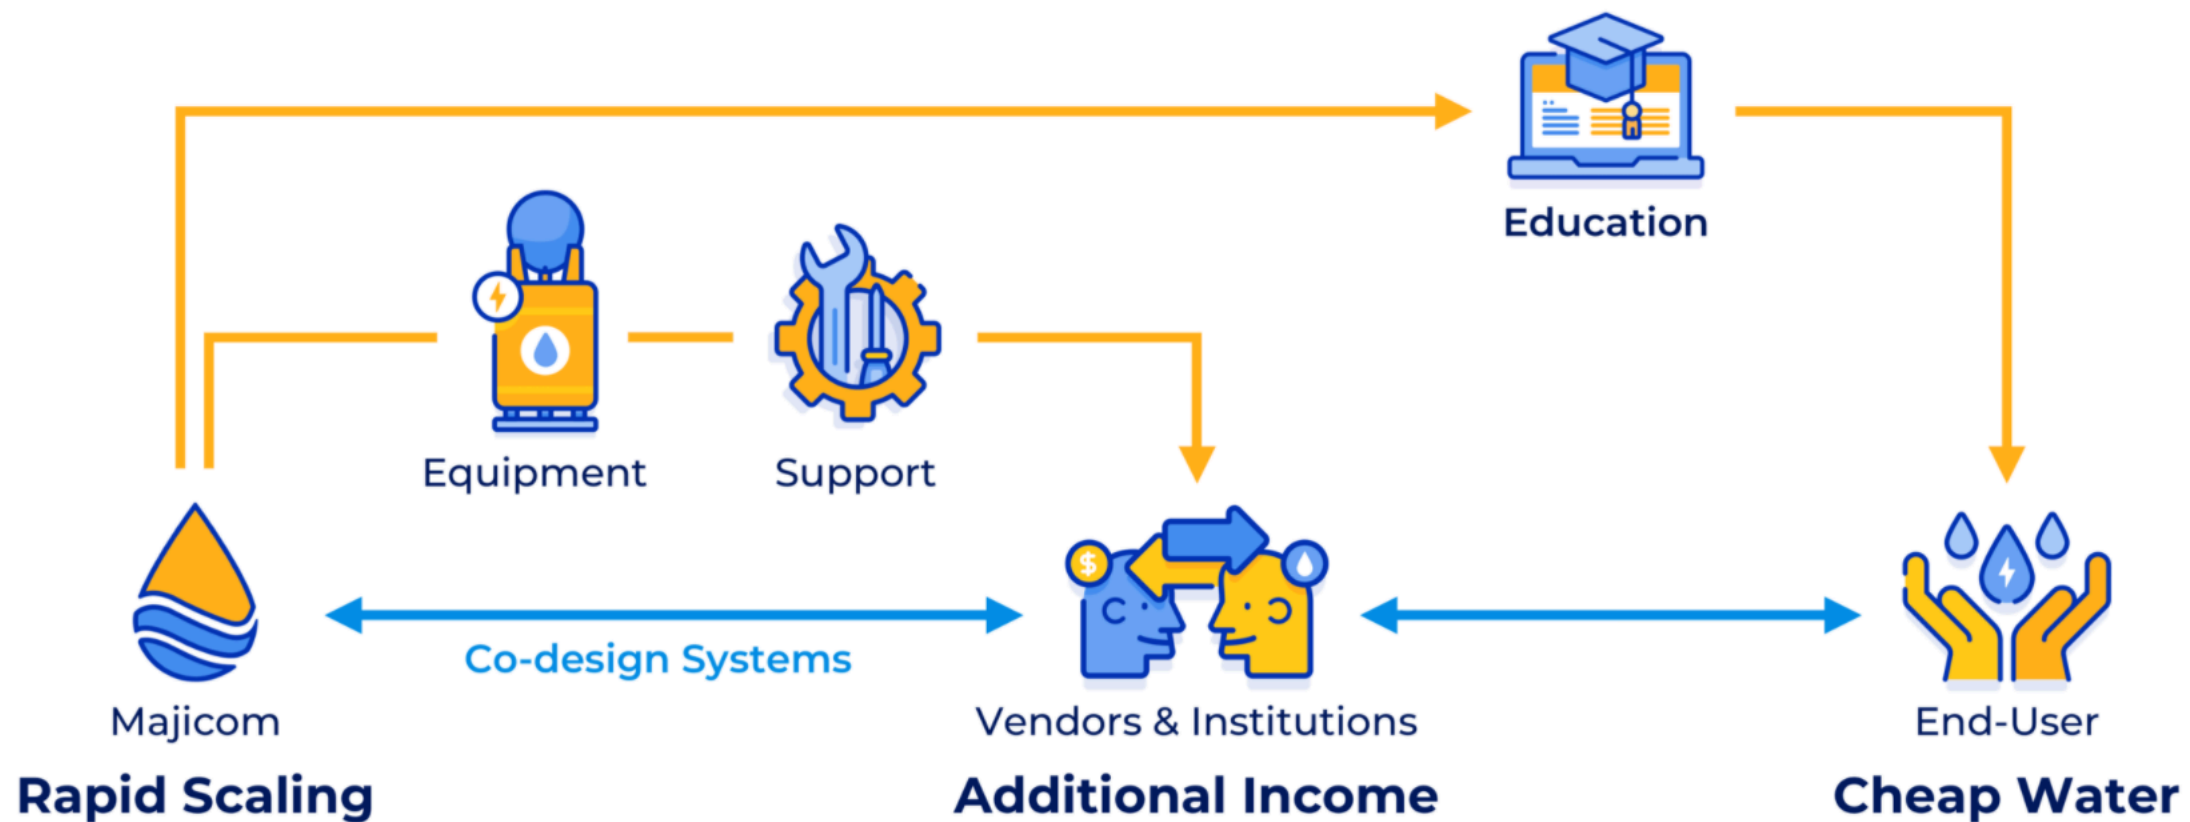 Education
Equipment
Support
$
Co-design Systems
Majicom
Vendors & Institutions
End-User
Rapid Scaling
Additional Income
Cheap Water